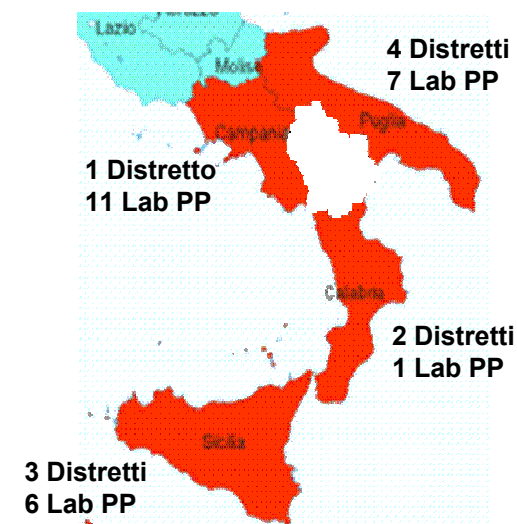 Abruzzo
Lazio
Molise
4 Distretti
7 Lab PP
Campania
Puglia
1 Distretto
11 Lab PP
Calabria
2 Distretti
1 Lab PP
Sicilia
3 Distretti
6 Lab PP